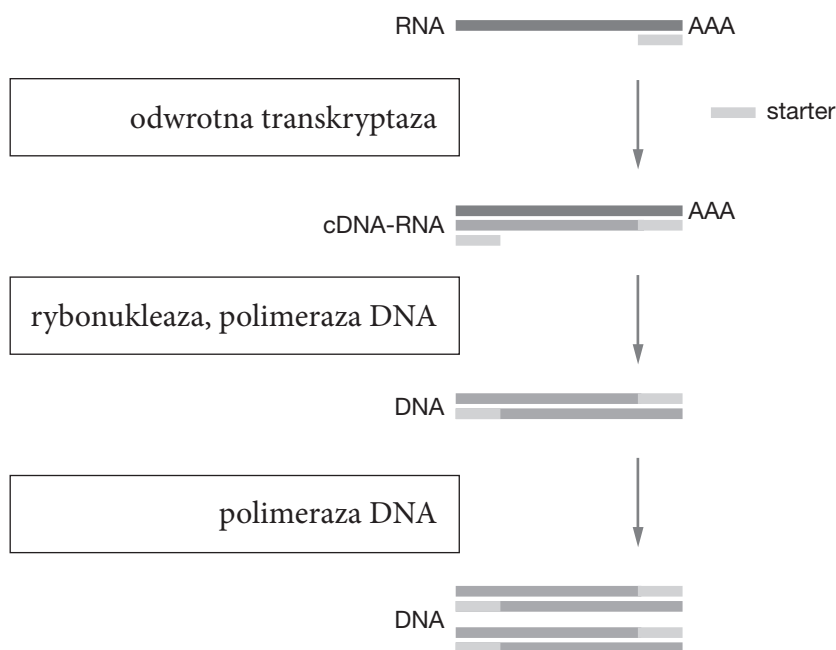 RNA AAA
odwrotna transkryptaza
starter
cDNA-RNA AAA
rybonukleaza, polimeraza DNA
DNA
polimeraza DNA
DNA